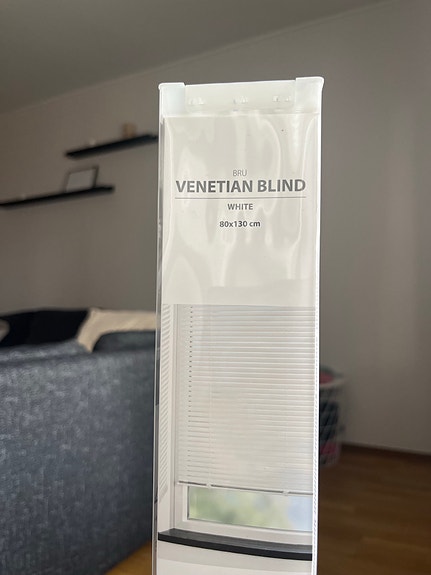 BRU
VENETIAN BLIND
WHITE
80x130 cm